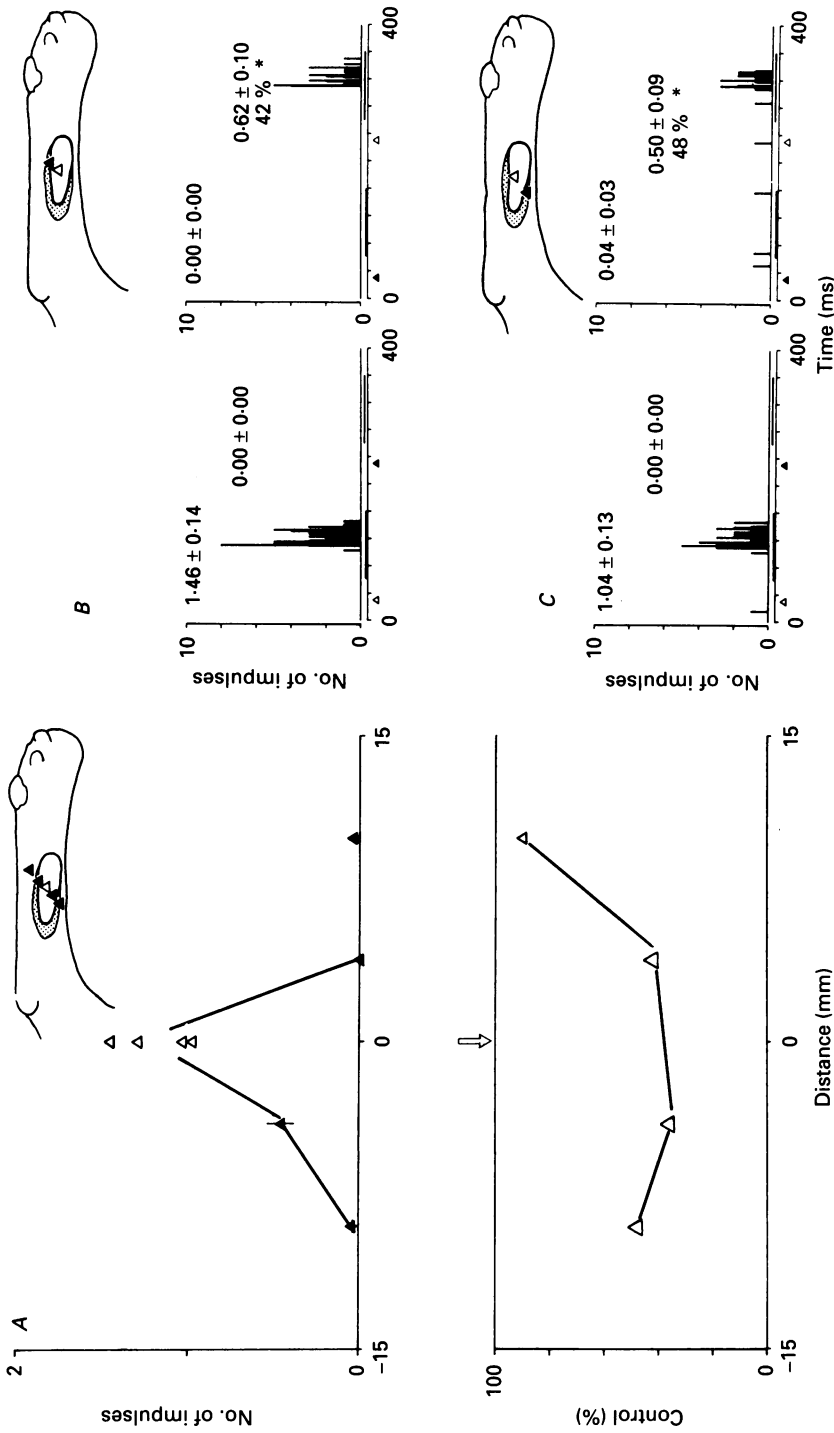 A
2
0
No. of impulses
-15
15
100
0
Control (%)
-15
0
15
Distance (mm)
B
10
0
No. of impulses
1·46 ± 0·14
0·00 ± 0·00
0
400
10
0
0·00 ± 0·00
0·62 ± 0·10
42 % *
0
400
C
10
0
No. of impulses
1·04 ± 0·13
0·00 ± 0·00
0
400
10
0
0·04 ± 0·03
0·50 ± 0·09
48 % *
0
400
Time (ms)